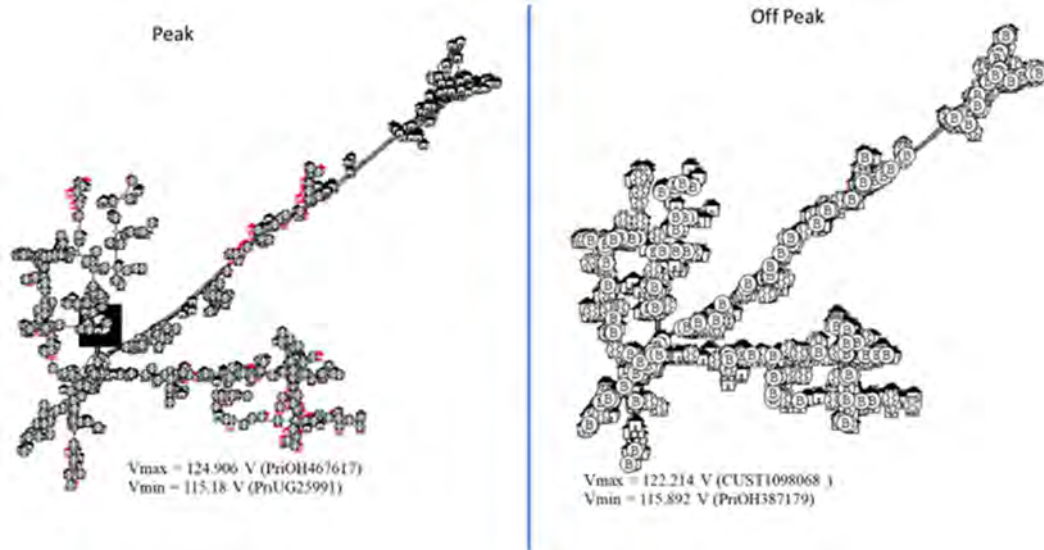 Peak
Off Peak
Vmax = 124.906 V (PriOH467617)
Vmin = 115.18 V (PriUG25991)
Vmax = 122.214 V (CUST1098068 )
Vmin = 115.892 V (PriOH387179)